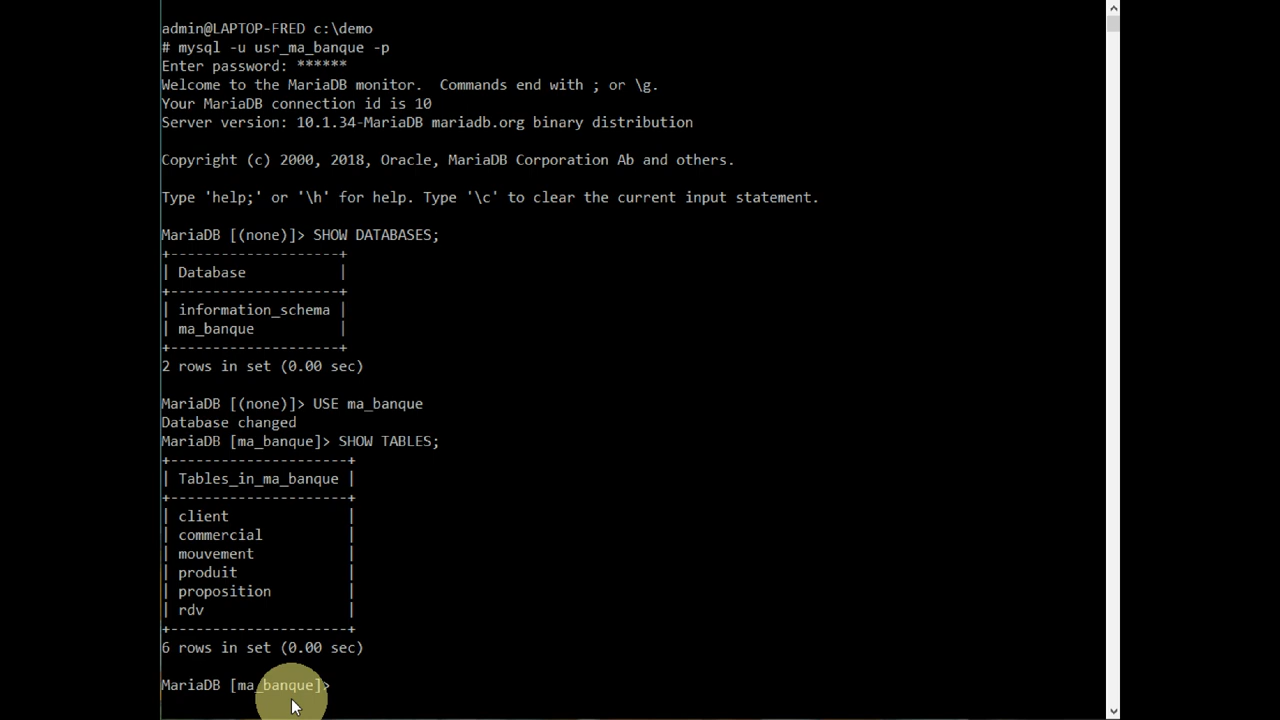 admin@LAPTOP-FRED c:\demo
# mysql -u usr_ma_banque -p
Enter password: ******
Welcome to the MariaDB monitor.  Commands end with ; or \g.
Your MariaDB connection id is 10
Server version: 10.1.34-MariaDB mariadb.org binary distribution

Copyright (c) 2000, 2018, Oracle, MariaDB Corporation Ab and others.

Type 'help;' or '\h' for help. Type '\c' to clear the current input statement.

MariaDB [(none)]> SHOW DATABASES;
+--------------------+
| Database           |
+--------------------+
| information_schema |
| ma_banque          |
+--------------------+
2 rows in set (0.00 sec)

MariaDB [(none)]> USE ma_banque
Database changed
MariaDB [ma_banque]> SHOW TABLES;
+---------------------+
| Tables_in_ma_banque |
+---------------------+
| client              |
| commercial          |
| mouvement           |
| produit             |
| proposition         |
| rdv                 |
+---------------------+
6 rows in set (0.00 sec)

MariaDB [ma_banque]>